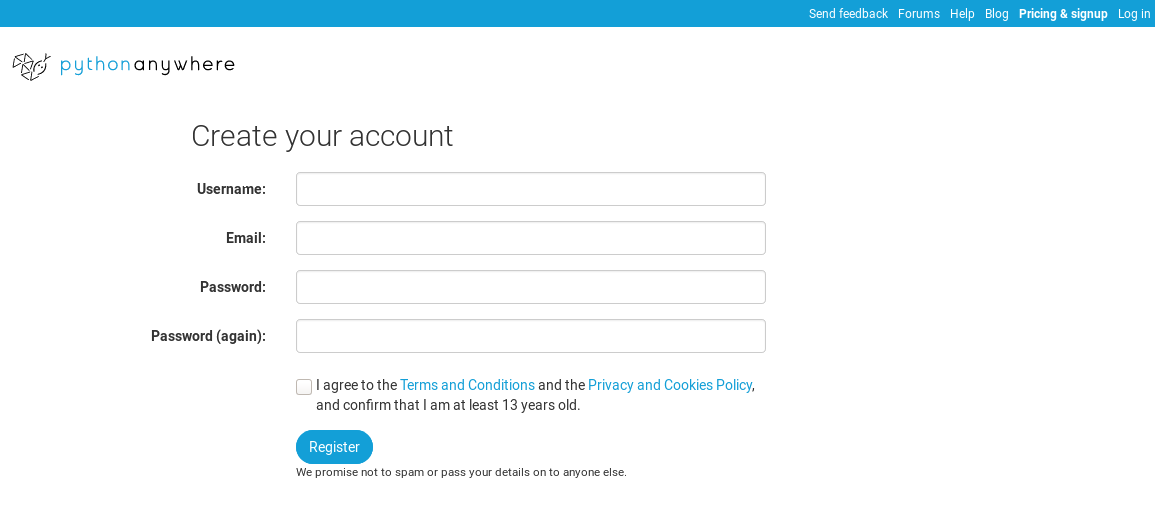 Send feedback Forums Help Blog Pricing & signup Log in
pythonanywhere
Create your account
Username:
Email:
Password:
Password (again):
I agree to the Terms and Conditions and the Privacy and Cookies Policy,
and confirm that I am at least 13 years old.
Register
We promise not to spam or pass your details on to anyone else.